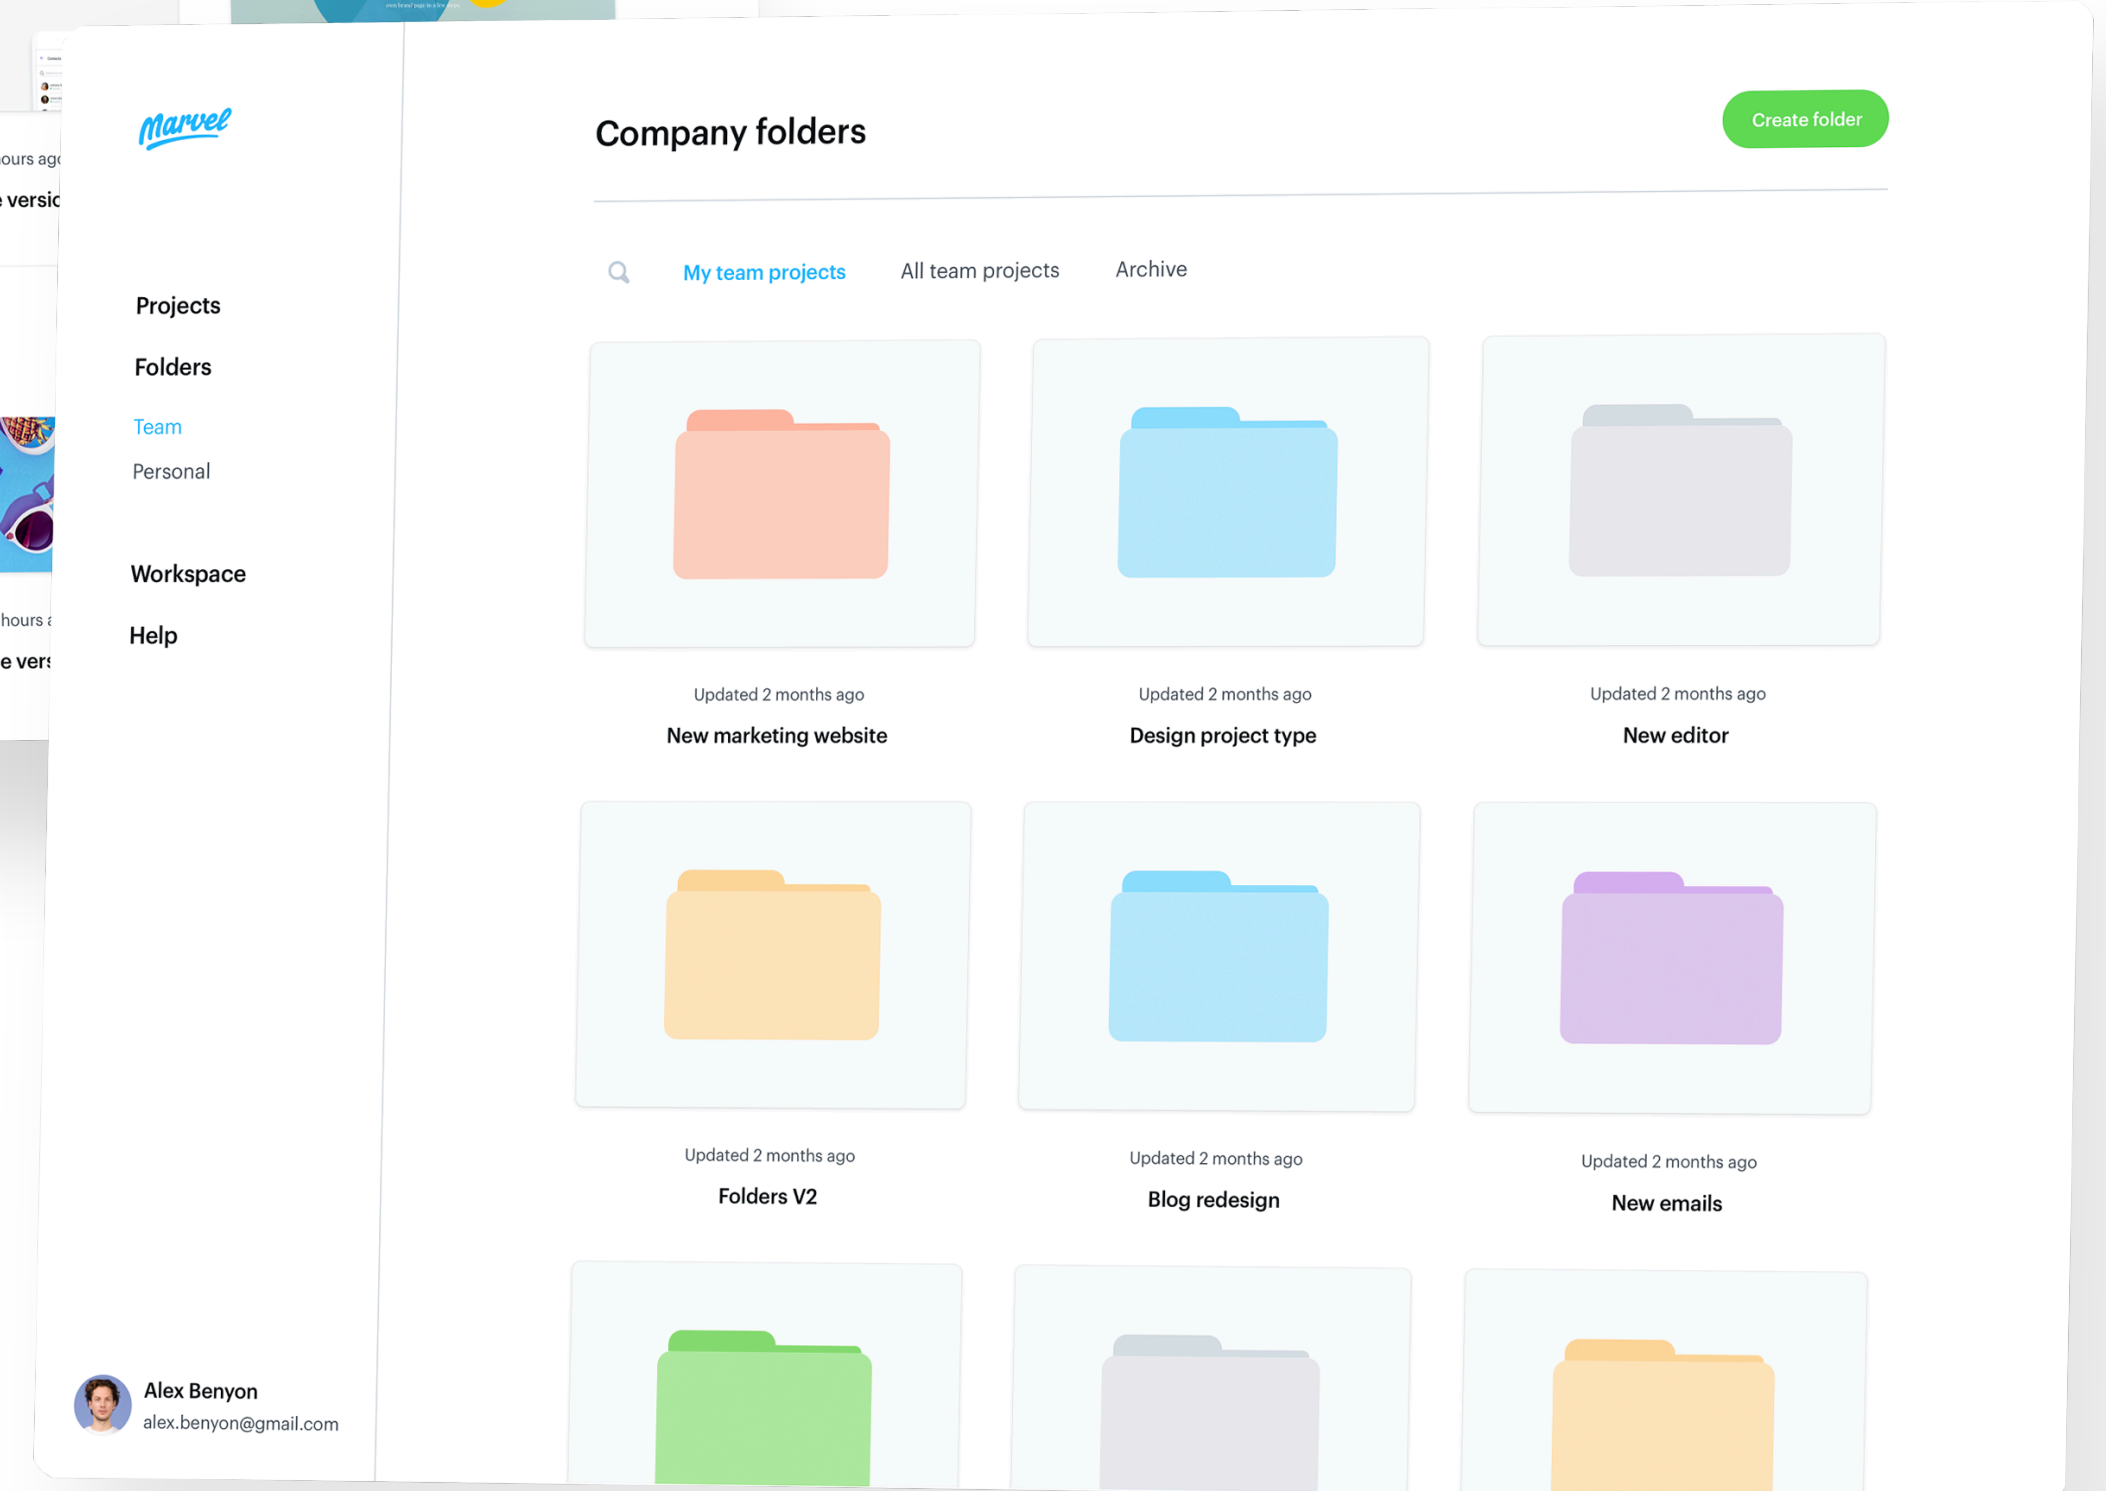 Marvel
Company folders
Create folder
My team projects
All team projects
Archive
Projects
Folders
Team
Personal
Workspace
Help
Updated 2 months ago
New marketing website
Updated 2 months ago
Design project type
Updated 2 months ago
New editor
Updated 2 months ago
Folders V2
Updated 2 months ago
Blog redesign
Updated 2 months ago
New emails
Alex Benyon
alex.benyon@gmail.com